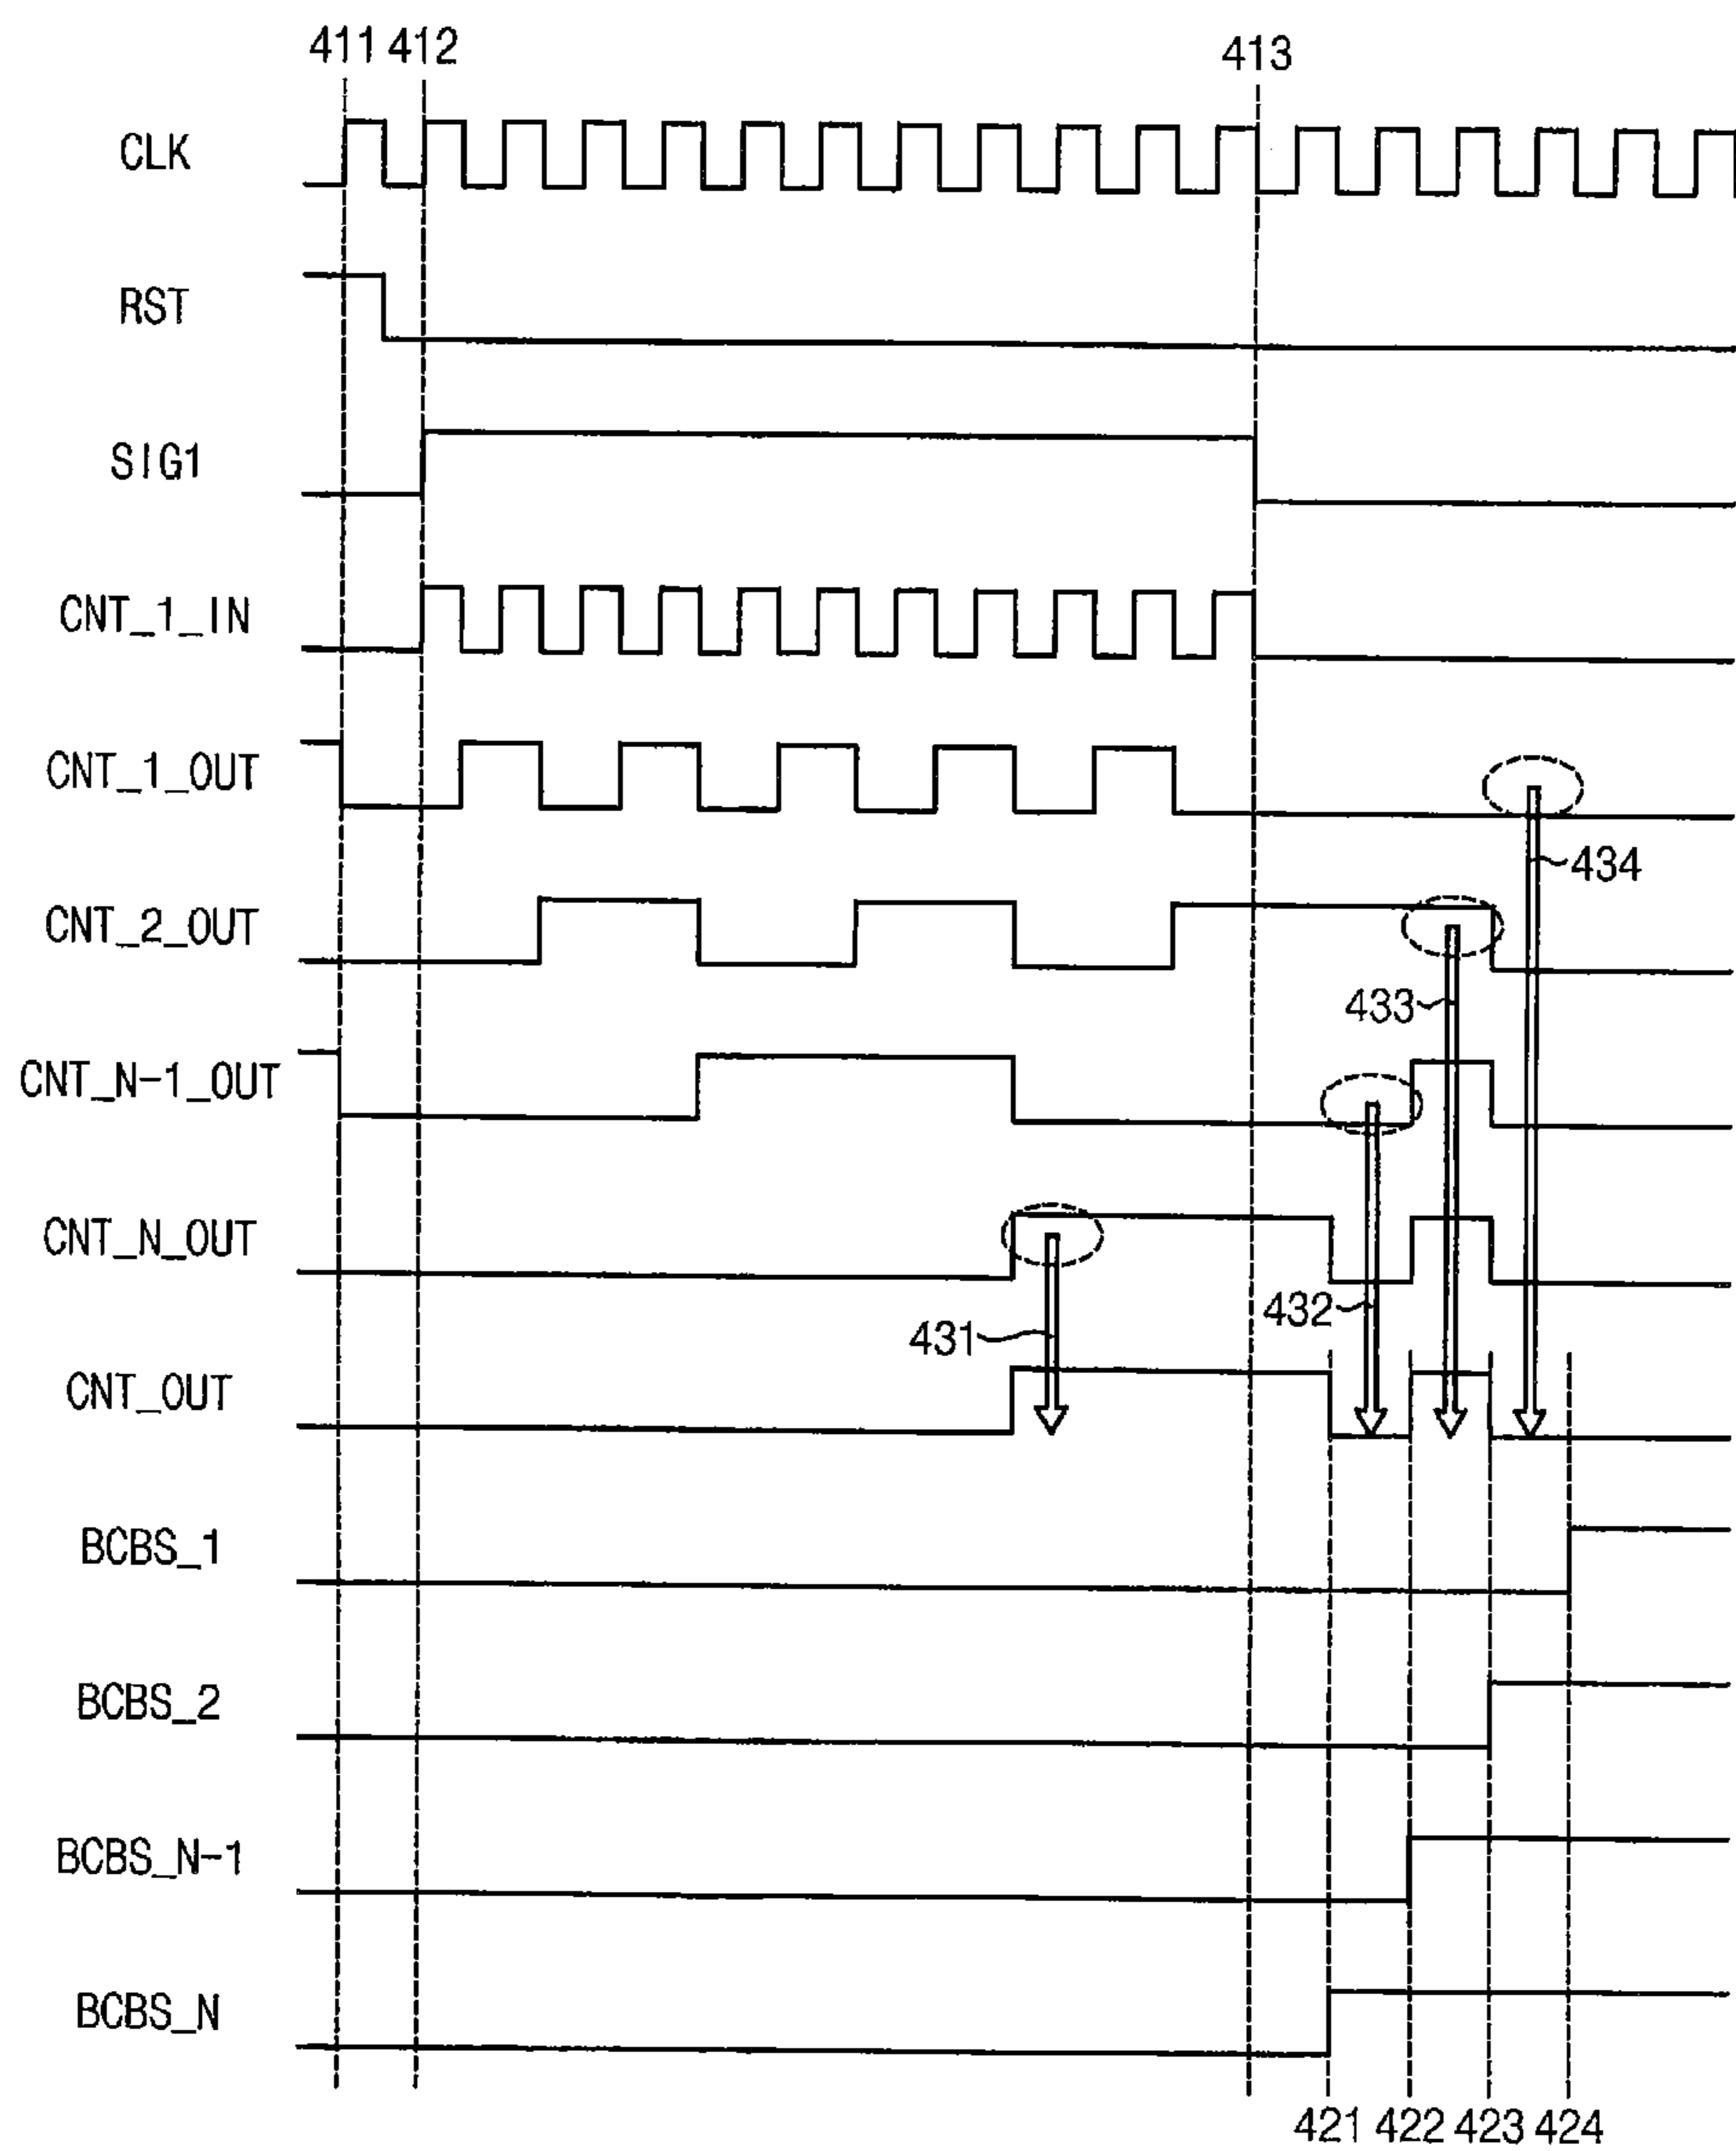 411 412 413
CLK
RST
SIG1
CNT_1_IN
CNT_1_OUT
434
CNT_2_OUT
433
CNT_N-1_OUT
CNT_N_OUT
432
431
CNT_OUT
BCBS_1
BCBS_2
BCBS_N-1
BCBS_N
421 422 423 424